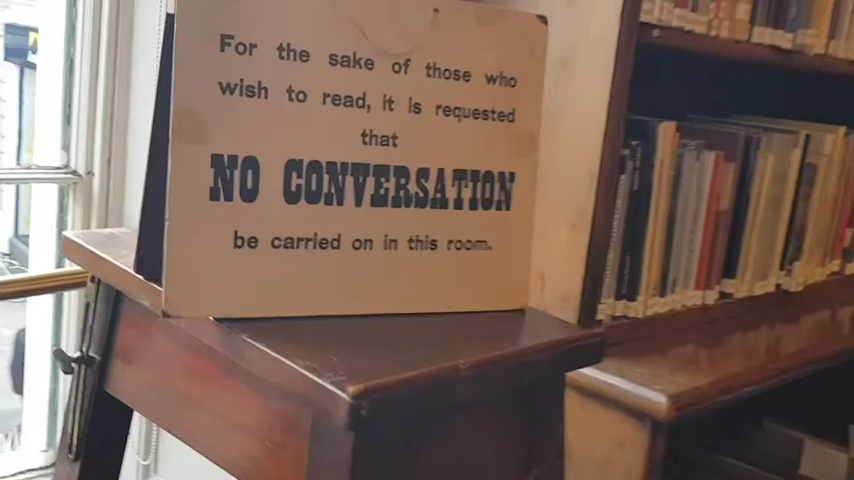 For the sake of those who
wish to read, it is requested
that
NO CONVERSATION
be carried on in this room.